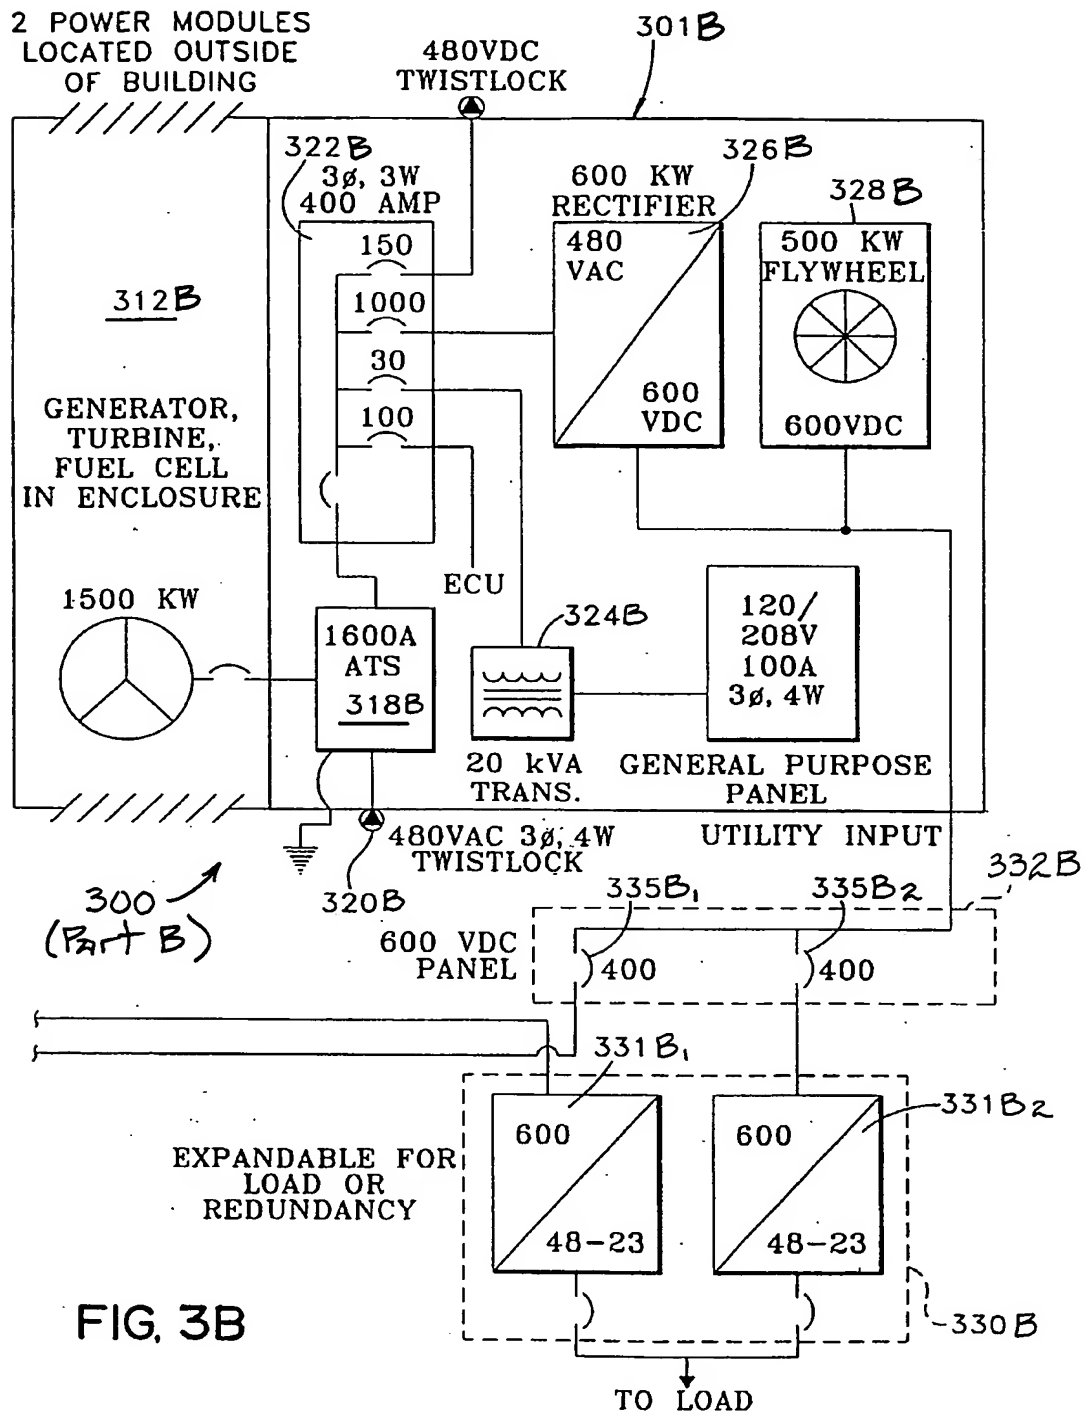 2 POWER MODULES
LOCATED OUTSIDE
OF BUILDING
480VDC
TWISTLOCK
301B
322B
3ø, 3W
400 AMP
150
1000
30
100
600 KW
RECTIFIER
326B
480
VAC
600
VDC
328B
500 KW
FLYWHEEL
600VDC
312B
GENERATOR,
TURBINE,
FUEL CELL
IN ENCLOSURE
ECU
1500 KW
1600A
ATS
318B
324B
20 kVA
TRANS.
120/
208V
100A
3ø, 4W
GENERAL PURPOSE
PANEL
480VAC 3ø, 4W
TWISTLOCK
UTILITY INPUT
320B
300
(Part B)
332B
335B1
335B2
600 VDC
PANEL
400
400
331B1
331B2
600
48-23
600
48-23
EXPANDABLE FOR
LOAD OR
REDUNDANCY
330B
TO LOAD
FIG. 3B